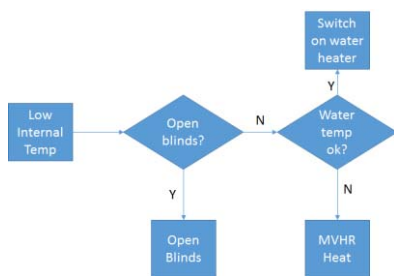 Switch
on water
heater
Y
Low
Internal
Temp
Open
blinds?
N
Water
temp
ok?
Y
N
Open
Blinds
MVHR
Heat